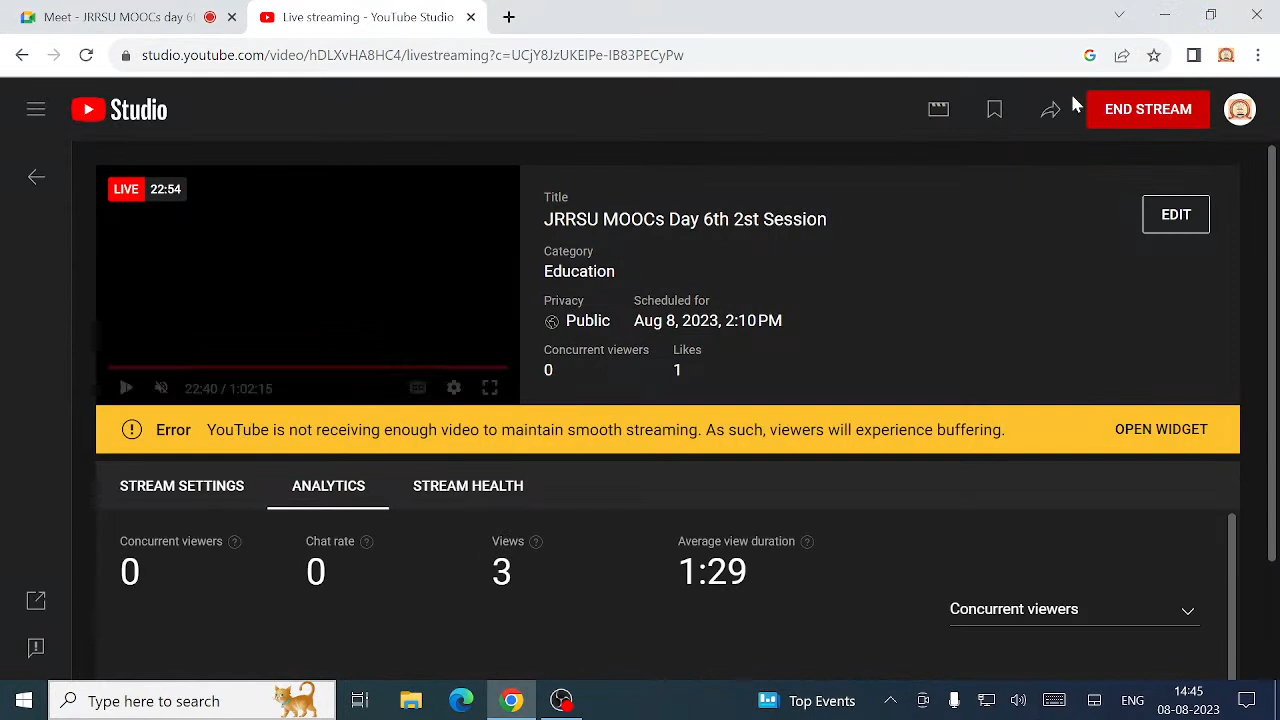 Meet - JRRSU MOOCs day 6t
Live streaming - YouTube Studio
studio.youtube.com/video/hDLXvHA8HC4/livestreaming?c=UCjY8JzUKEIPe-IB83PECyPw
Studio
END STREAM
LIVE 22:54
22:40 / 1:02:15
Title
JRRSU MOOCs Day 6th 2st Session
EDIT
Category
Education
Privacy Scheduled for
Public Aug 8, 2023, 2:10 PM
Concurrent viewers Likes
0 1
Error YouTube is not receiving enough video to maintain smooth streaming. As such, viewers will experience buffering. OPEN WIDGET
STREAM SETTINGS ANALYTICS STREAM HEALTH
Concurrent viewers Chat rate Views Average view duration
0 0 3 1:29
Concurrent viewers
Type here to search
Top Events
ENG
14:45
08-08-2023